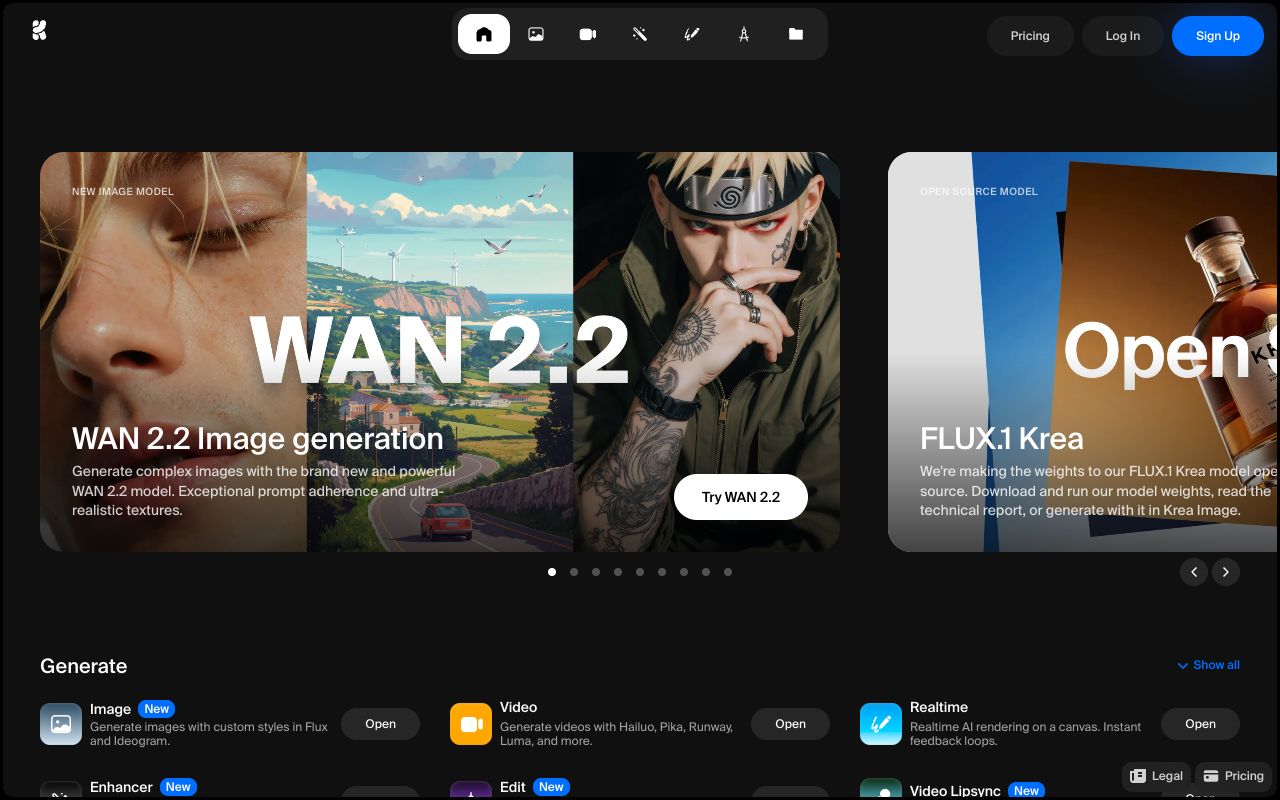 Pricing
Log In
Sign Up
NEW IMAGE MODEL
WAN 2.2
WAN 2.2 Image generation
Generate complex images with the brand new and powerful
WAN 2.2 model. Exceptional prompt adherence and ultra-
realistic textures.
Try WAN 2.2
OPEN SOURCE MODEL
Open
FLUX.1 Krea
We're making the weights to our FLUX.1 Krea model ope
source. Download and run our model weights, read the
technical report, or generate with it in Krea Image.
Generate
Show all
Image New
Generate images with custom styles in Flux
and Ideogram.
Open
Video
Generate videos with Hailuo, Pika, Runway,
Luma, and more.
Open
Realtime
Realtime AI rendering on a canvas. Instant
feedback loops.
Open
Enhancer New
Edit New
Video Lipsync New
Legal
Pricing